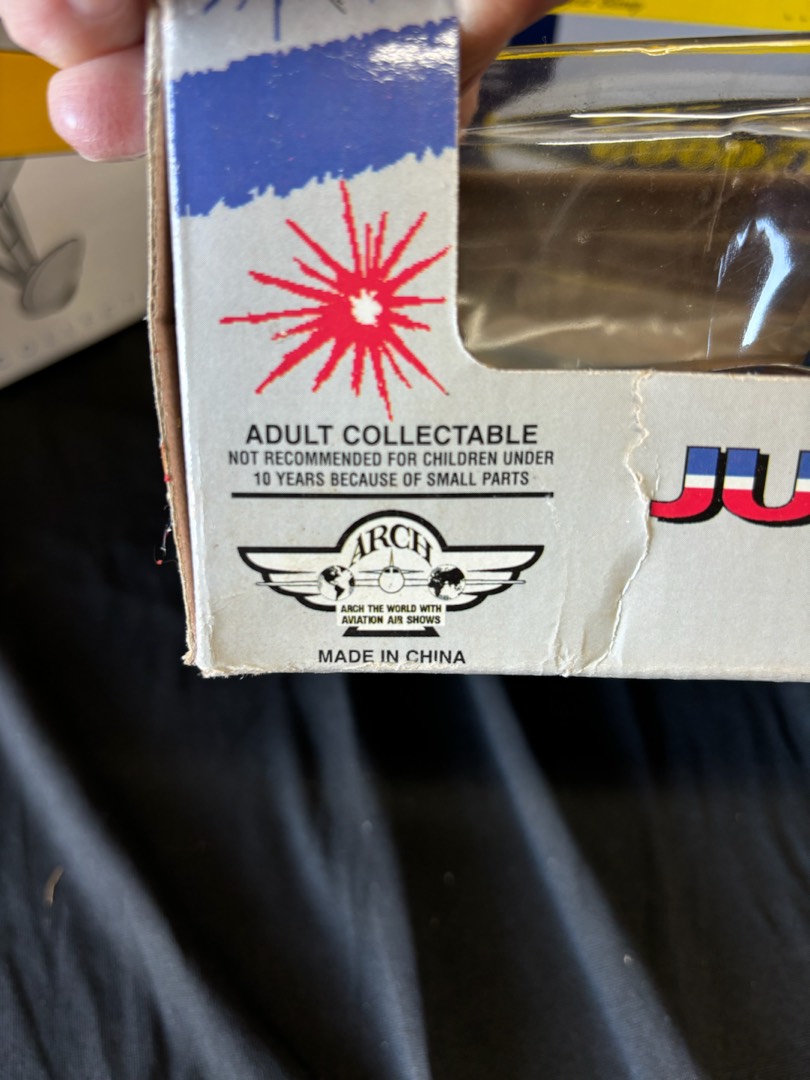 ADULT COLLECTABLE
NOT RECOMMENDED FOR CHILDREN UNDER
10 YEARS BECAUSE OF SMALL PARTS
JU
ARCH
ARCH THE WORLD WITH
AVIATION AIR SHOWS
MADE IN CHINA